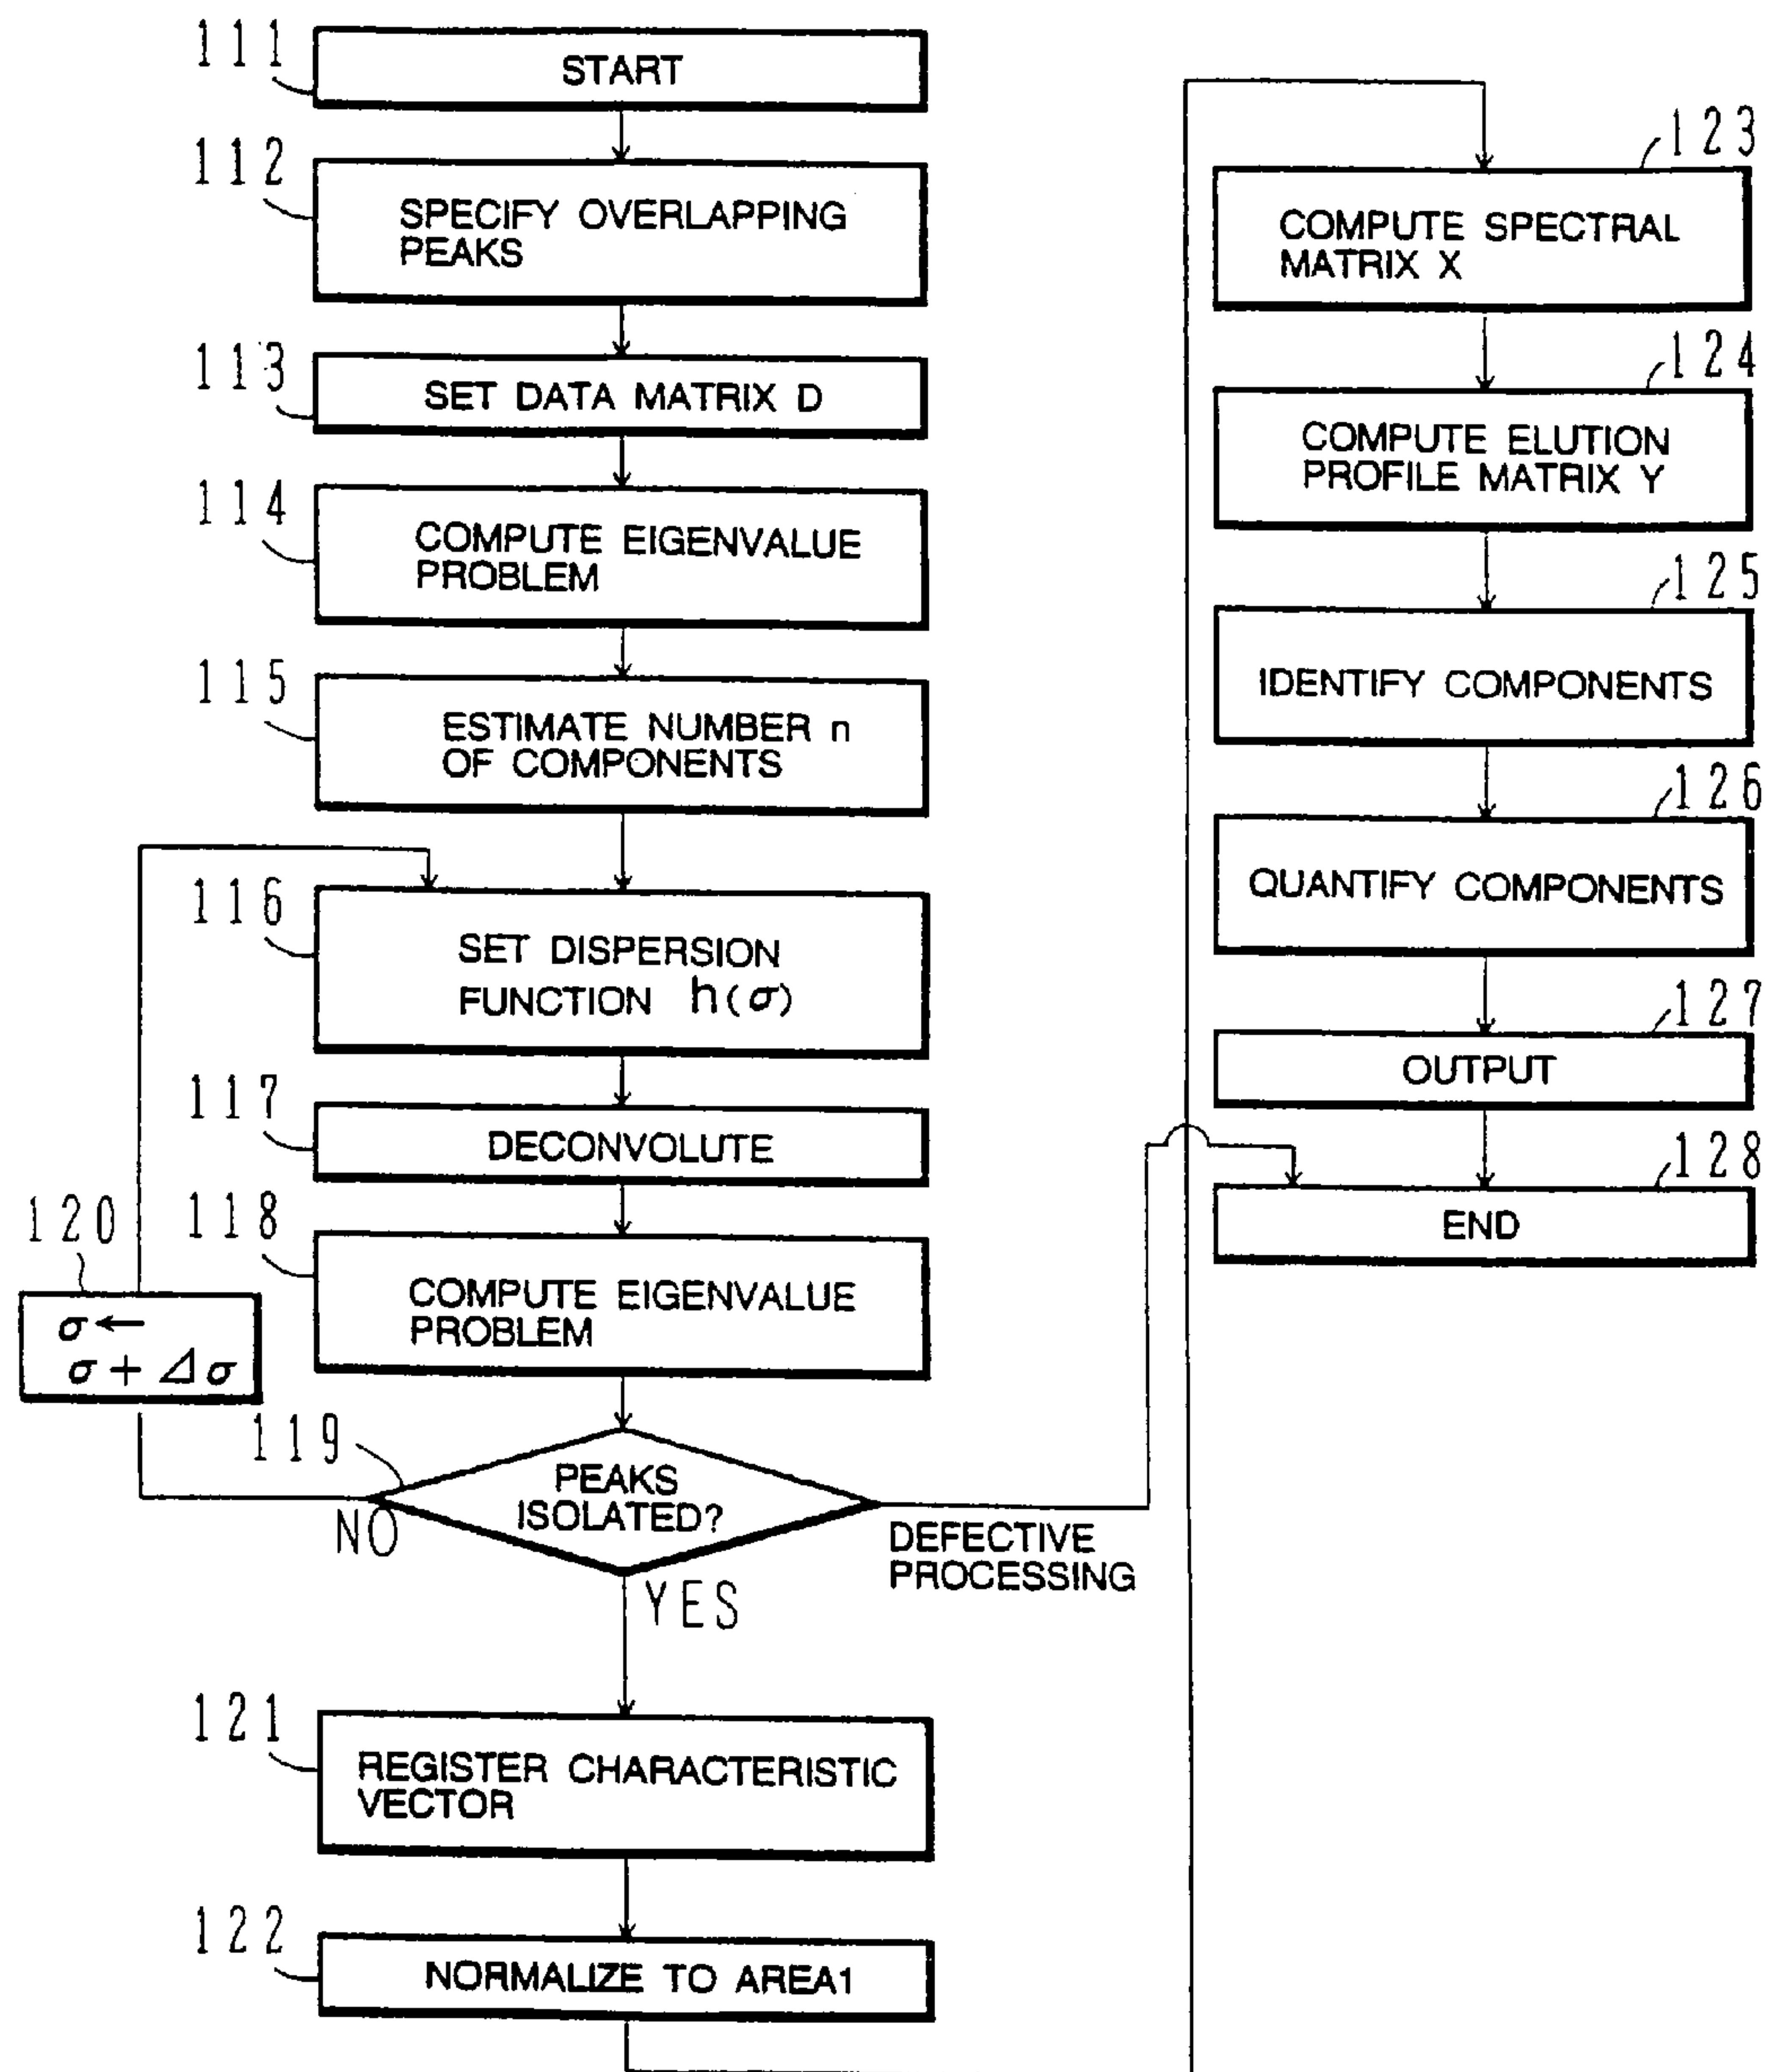 111
START
112
SPECIFY OVERLAPPING
PEAKS
113
SET DATA MATRIX D
114
COMPUTE EIGENVALUE
PROBLEM
115
ESTIMATE NUMBER n
OF COMPONENTS
116
SET DISPERSION
FUNCTION h(σ)
117
DECONVOLUTE
118
COMPUTE EIGENVALUE
PROBLEM
120
σ ←
σ + Δσ
119
PEAKS
ISOLATED?
NO
DEFECTIVE
PROCESSING
YES
121
REGISTER CHARACTERISTIC
VECTOR
122
NORMALIZE TO AREA1
123
COMPUTE SPECTRAL
MATRIX X
124
COMPUTE ELUTION
PROFILE MATRIX Y
125
IDENTIFY COMPONENTS
126
QUANTIFY COMPONENTS
127
OUTPUT
128
END